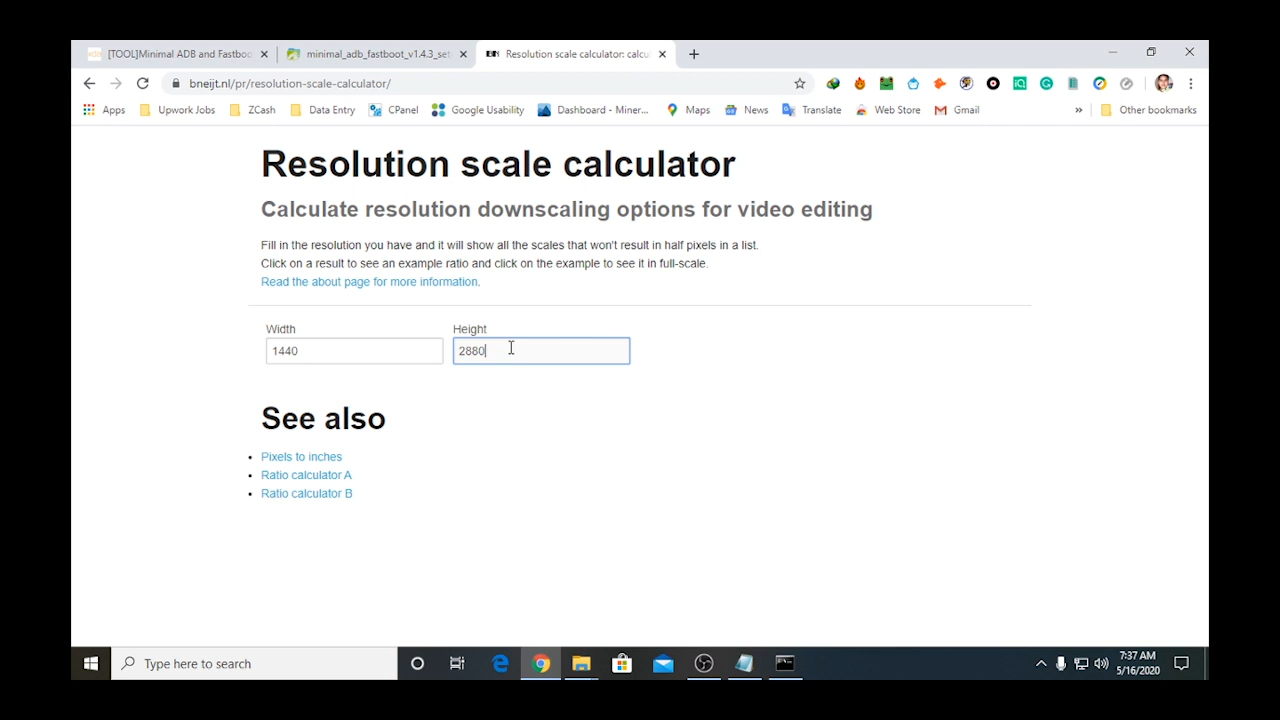 [TOOL]Minimal ADB and Fastboo
minimal_adb_fastboot_v1.4.3_set
Resolution scale calculator: calcu
bneijt.nl/pr/resolution-scale-calculator/
Apps Upwork Jobs ZCash Data Entry CPanel Google Usability Dashboard - Miner... Maps News Translate Web Store Gmail » Other bookmarks
Resolution scale calculator
Calculate resolution downscaling options for video editing
Fill in the resolution you have and it will show all the scales that won't result in half pixels in a list.
Click on a result to see an example ratio and click on the example to see it in full-scale.
Read the about page for more information.
Width Height
1440 2880
See also
• Pixels to inches
• Ratio calculator A
• Ratio calculator B
Type here to search
7:37 AM
5/16/2020